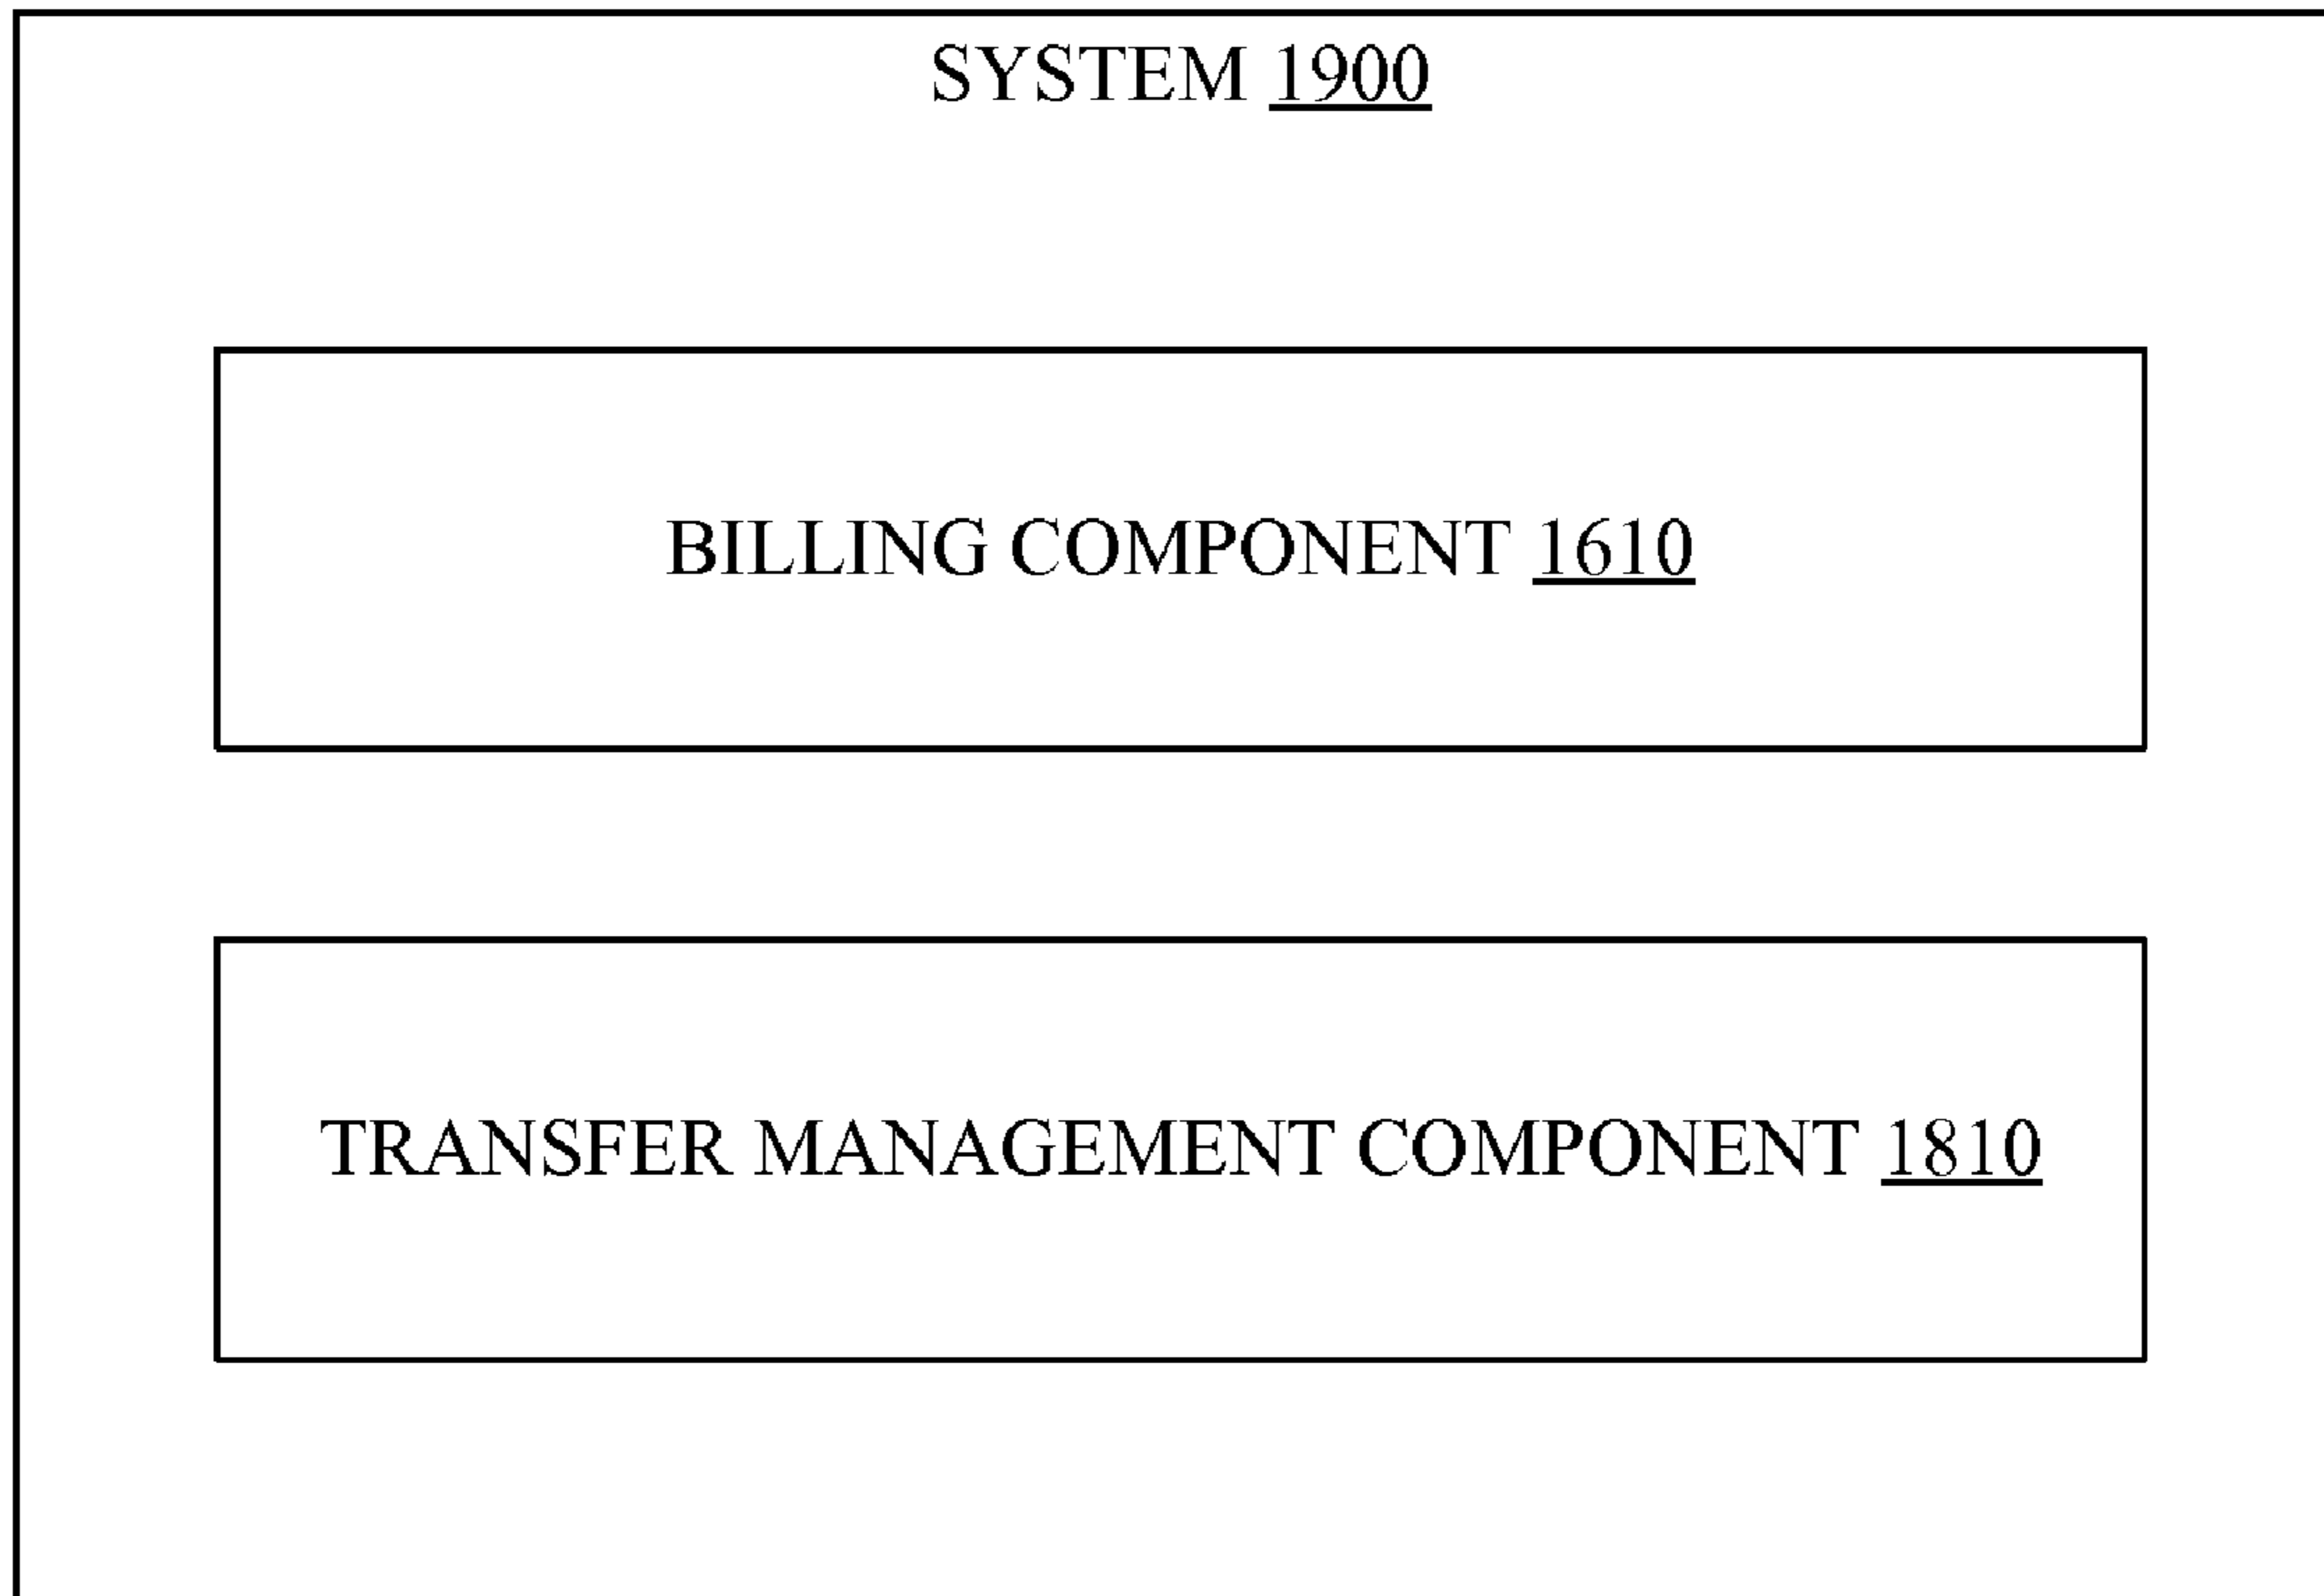 SYSTEM 1900
BILLING COMPONENT 1610
TRANSFER MANAGEMENT COMPONENT 1810